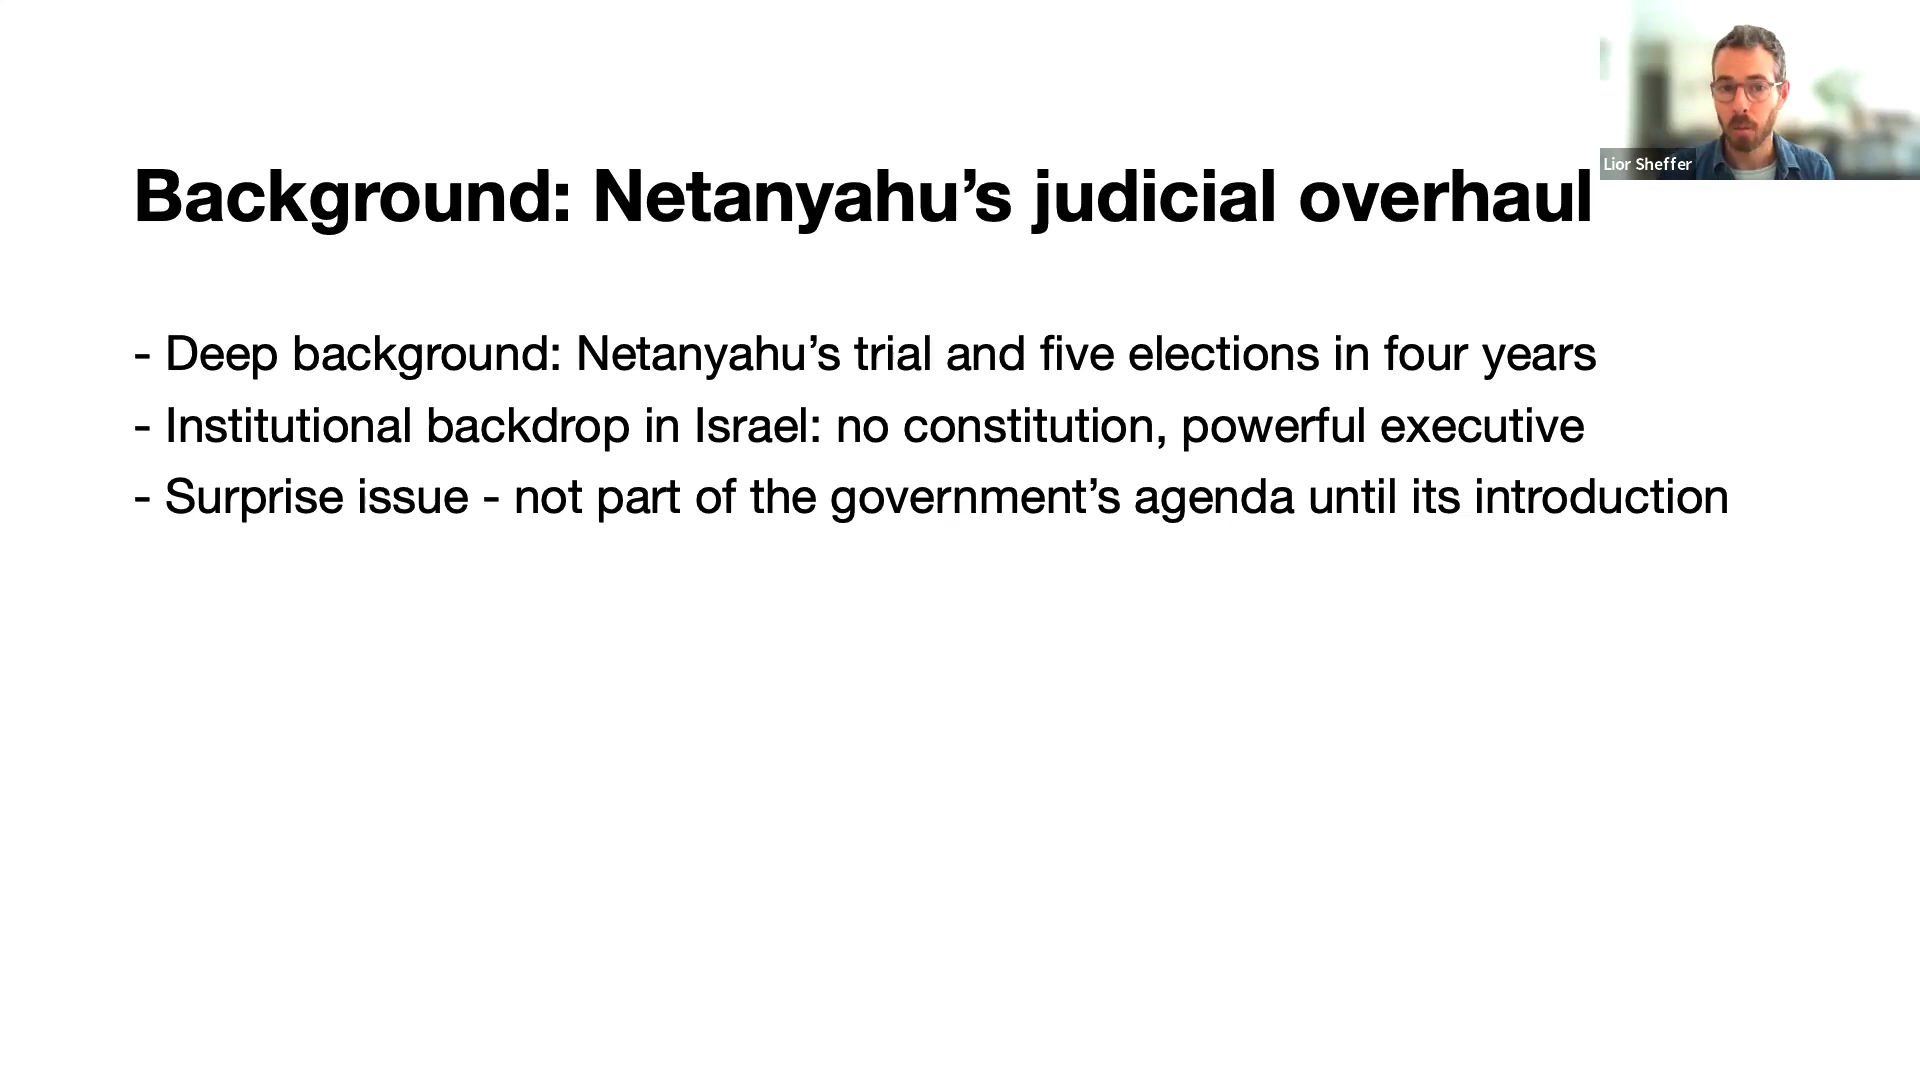 Lior Sheffer
Background: Netanyahu’s judicial overhaul
- Deep background: Netanyahu’s trial and five elections in four years
- Institutional backdrop in Israel: no constitution, powerful executive
- Surprise issue - not part of the government’s agenda until its introduction